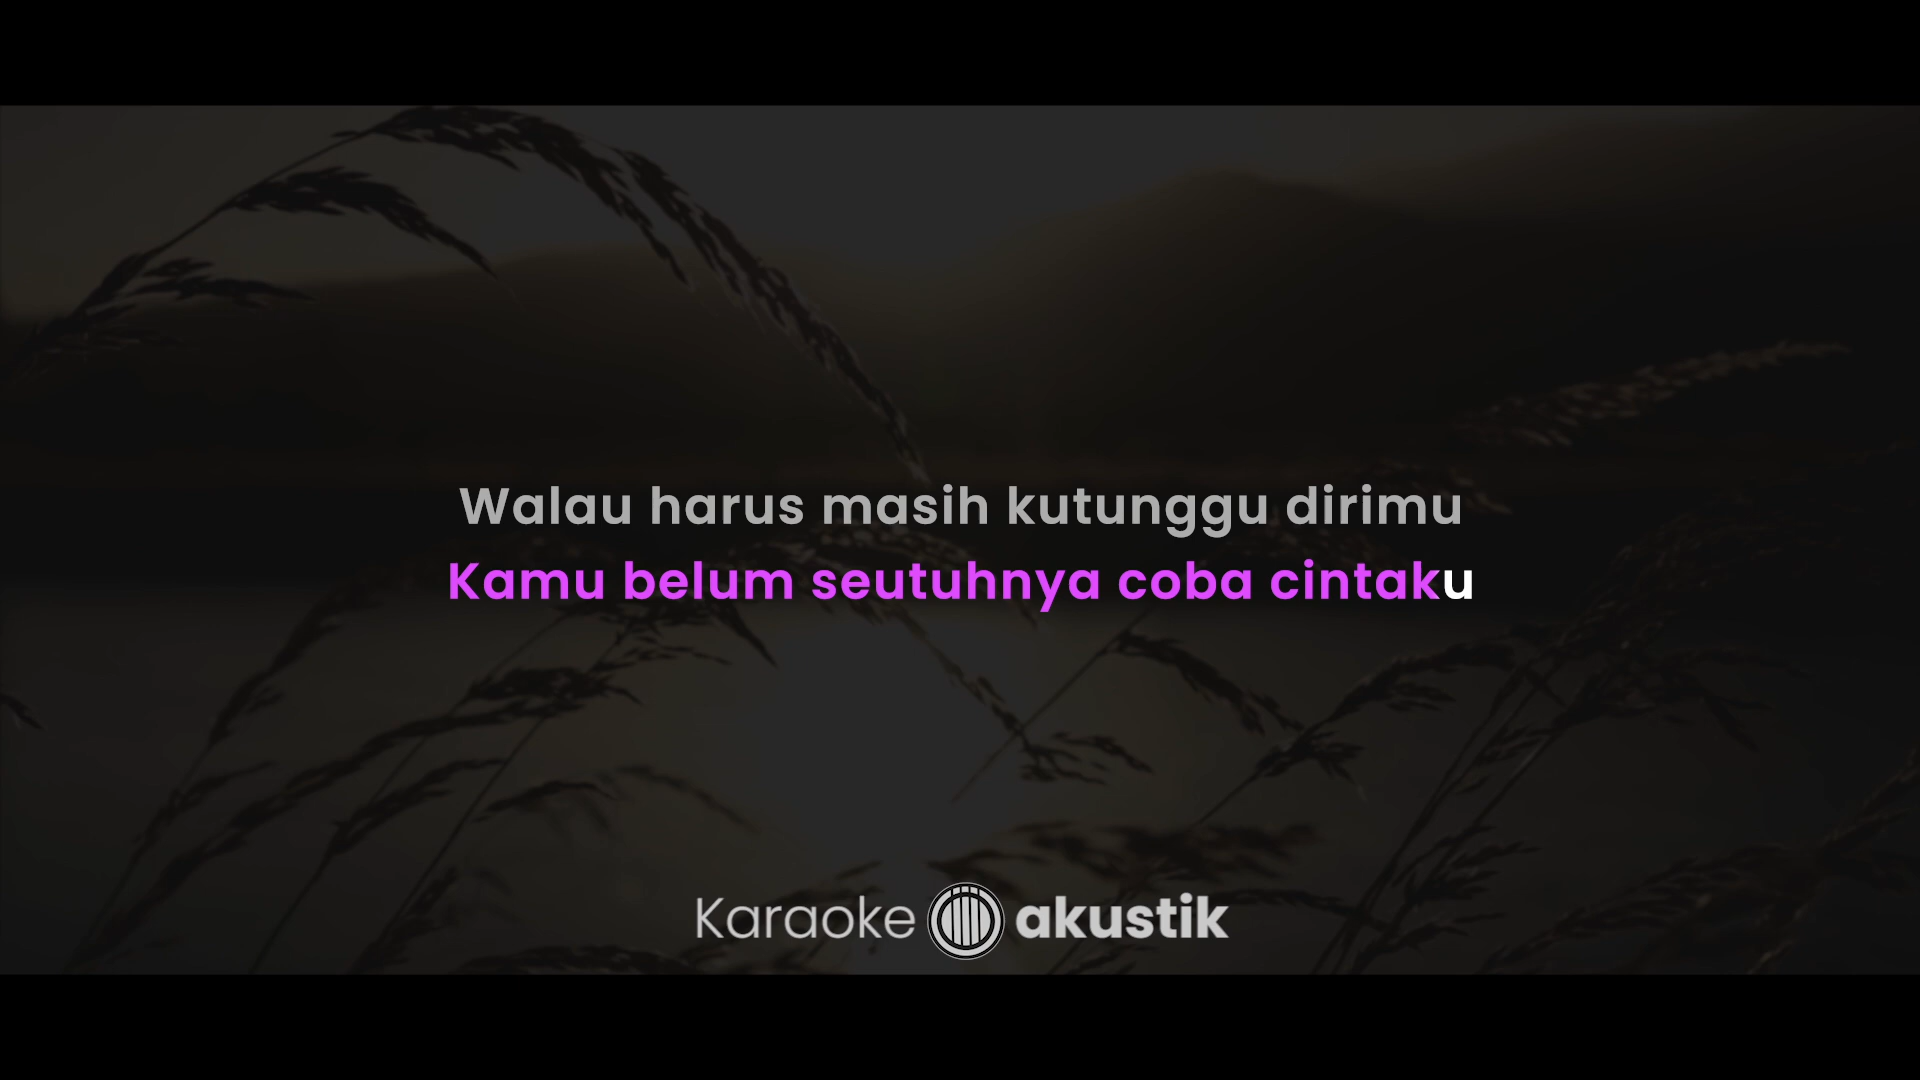 Walau harus masih kutunggu dirimu
Kamu belum seutuhnya coba cintaku
Karaoke akustik